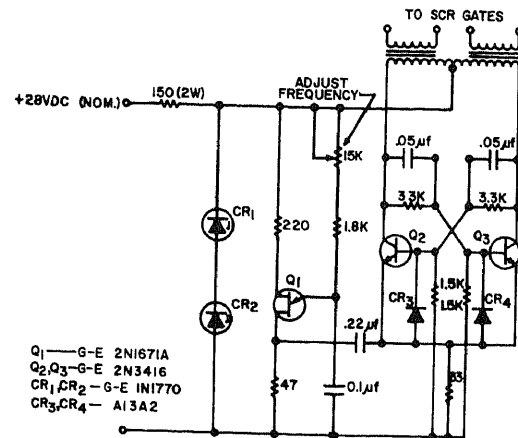 TO SCR GATES
+28VDC (NOM.)
150 (2W)
ADJUST
FREQUENCY
15K
.05µf
.05µf
3.3K
3.3K
CR1
220
1.8K
Q2
Q3
Q1
CR2
CR3
1.5K
1.5K
CR4
.22µf
47
0.1µf
33
Q1—G-E 2N1671A
Q2,Q3—G-E 2N3416
CR1,CR2—G-E 1N1770
CR3,CR4—A13A2